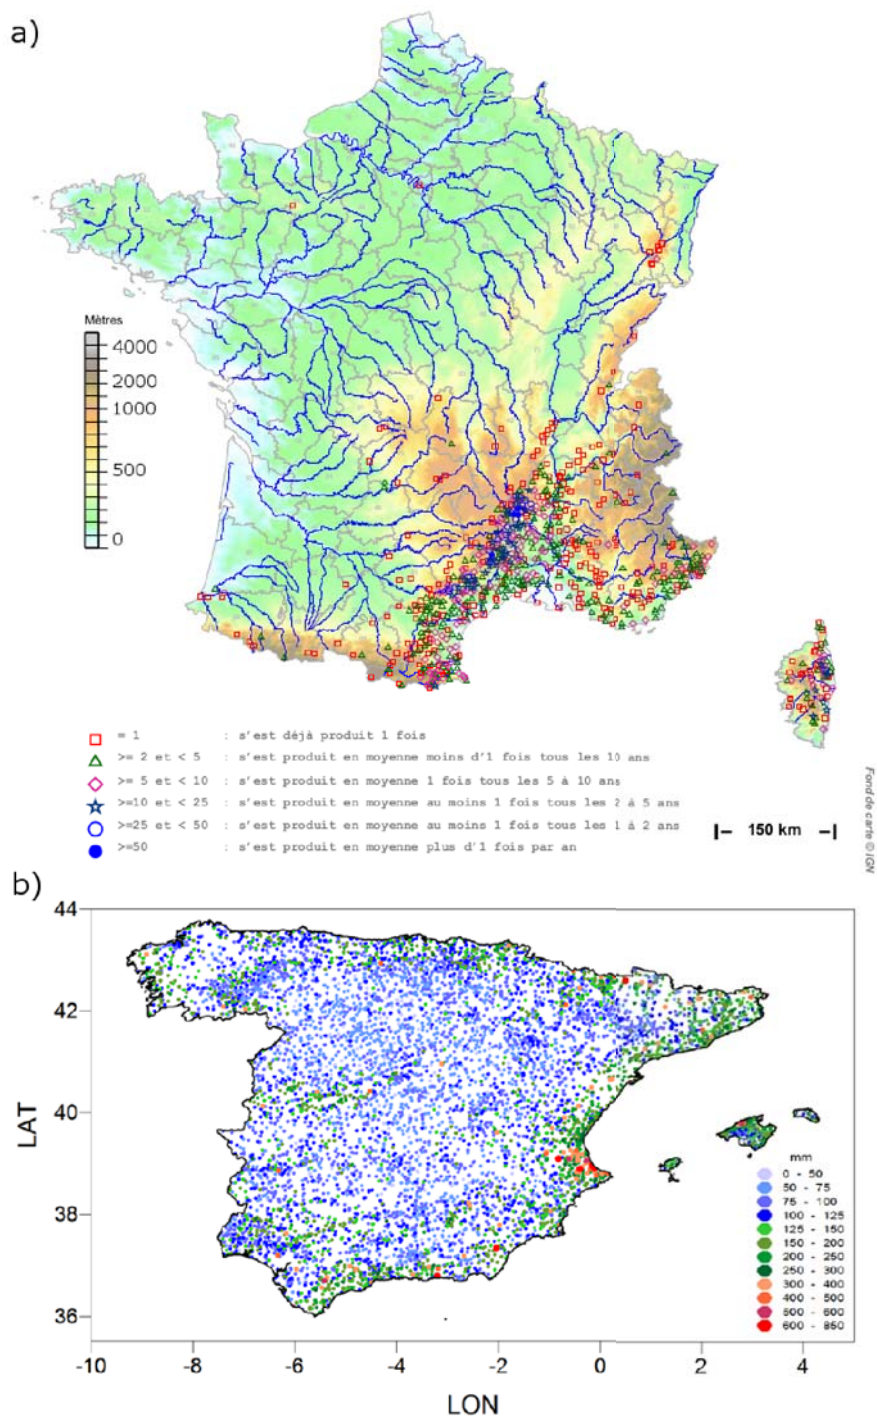 a)
Mètres
4000
2000
1000
500
0
= 1 : s'est déjà produit 1 fois
>= 2 et < 5 : s'est produit en moyenne moins d'1 fois tous les 10 ans
>= 5 et < 10 : s'est produit en moyenne 1 fois tous les 5 à 10 ans
>=10 et < 25 : s'est produit en moyenne au moins 1 fois tous les 2 à 5 ans
>=25 et < 50 : s'est produit en moyenne au moins 1 fois tous les 1 à 2 ans
>=50 : s'est produit en moyenne plus d'1 fois par an
150 km
Fond de carte © IGN
b)
44
42
40
38
36
LAT
-10 -8 -6 -4 -2 0 2 4
LON
mm
0 - 50
50 - 75
75 - 100
100 - 125
125 - 150
150 - 200
200 - 250
250 - 300
300 - 400
400 - 500
500 - 600
600 - 850